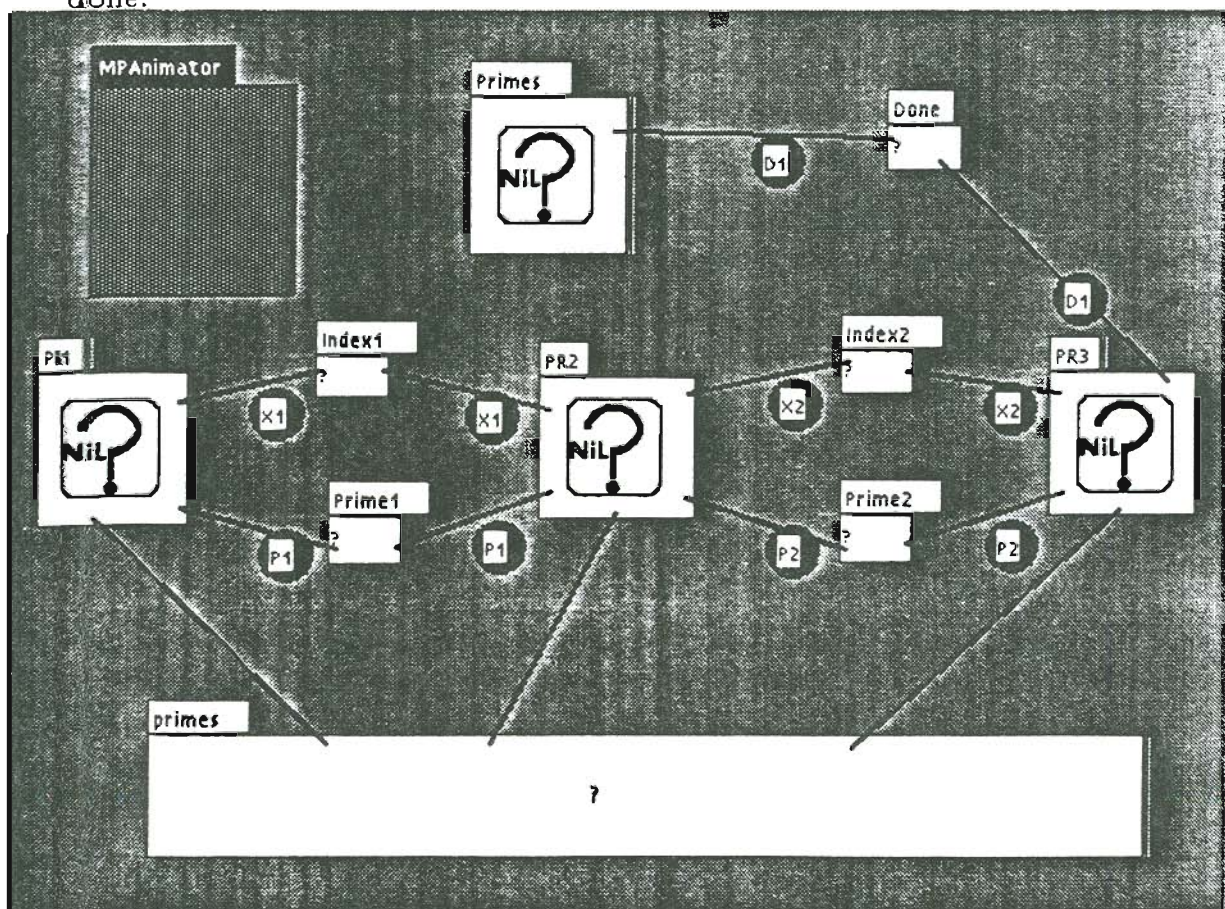 done.
MPAnimator
Primes
Done
?
NiL?
D1
D1
PR1
Index1
PR2
Index2
PR3
?
?
X1
X1
X2
X2
NiL?
NiL?
NiL?
Prime1
Prime2
?
?
P1
P1
P2
P2
primes
?